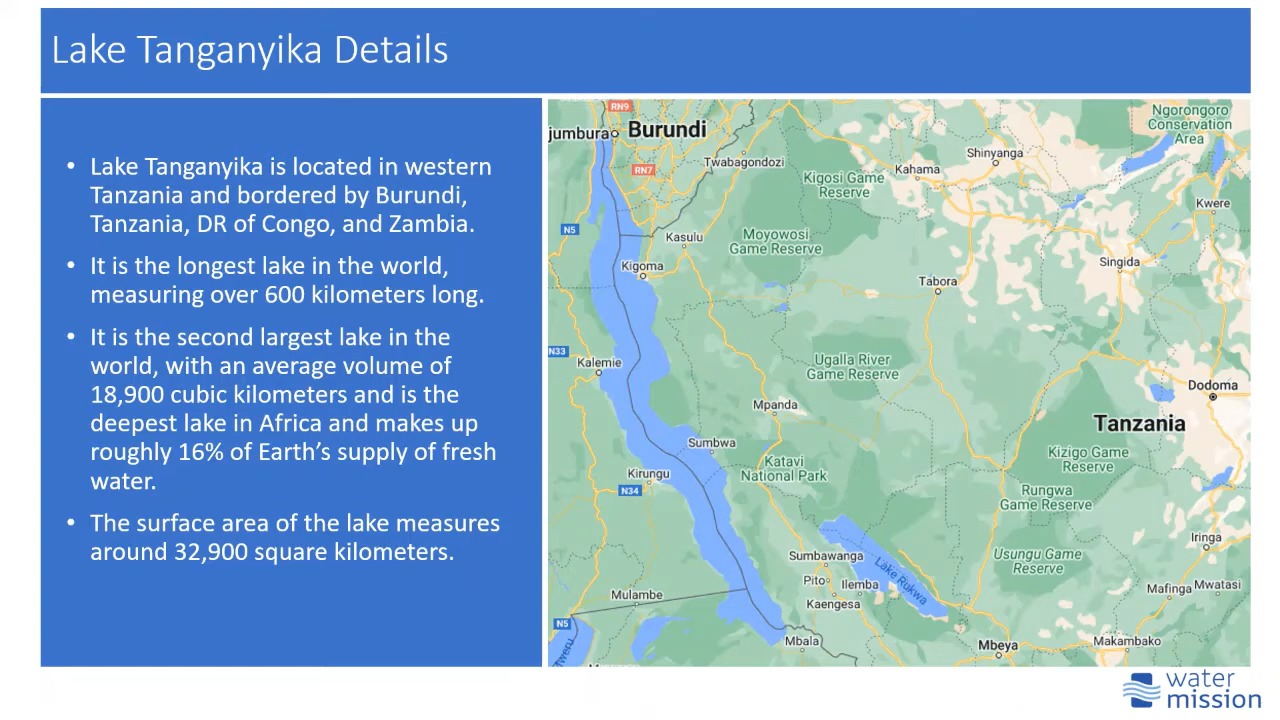 Lake Tanganyika Details
• Lake Tanganyika is located in western
Tanzania and bordered by Burundi,
Tanzania, DR of Congo, and Zambia.
• It is the longest lake in the world,
measuring over 600 kilometers long.
• It is the second largest lake in the
world, with an average volume of
18,900 cubic kilometers and is the
deepest lake in Africa and makes up
roughly 16% of Earth's supply of fresh
water.
• The surface area of the lake measures
around 32,900 square kilometers.
RN9
jumbura
Burundi
RN7
Twabagondozi
Kigosi Game
Reserve
Kahama
Shinyanga
Ngorongoro
Conservation
Area
Kwere
N5
Kasulu
Moyowosi
Game Reserve
Kigoma
Tabora
Singida
N33
Kalemie
Ugalla River
Game Reserve
Dodoma
Mpanda
Tanzania
Sumbwa
Kirungu
N34
Katavi
National Park
Kizigo Game
Reserve
Rungwa
Game Reserve
Sumbawanga
Lake Rukwa
Usungu Game
Reserve
Iringa
Pito
Ilemba
Kaengesa
Mulambe
Mafinga
Mwatasi
N5
Mweru
Mbala
Mbeya
Makambako
water
mission